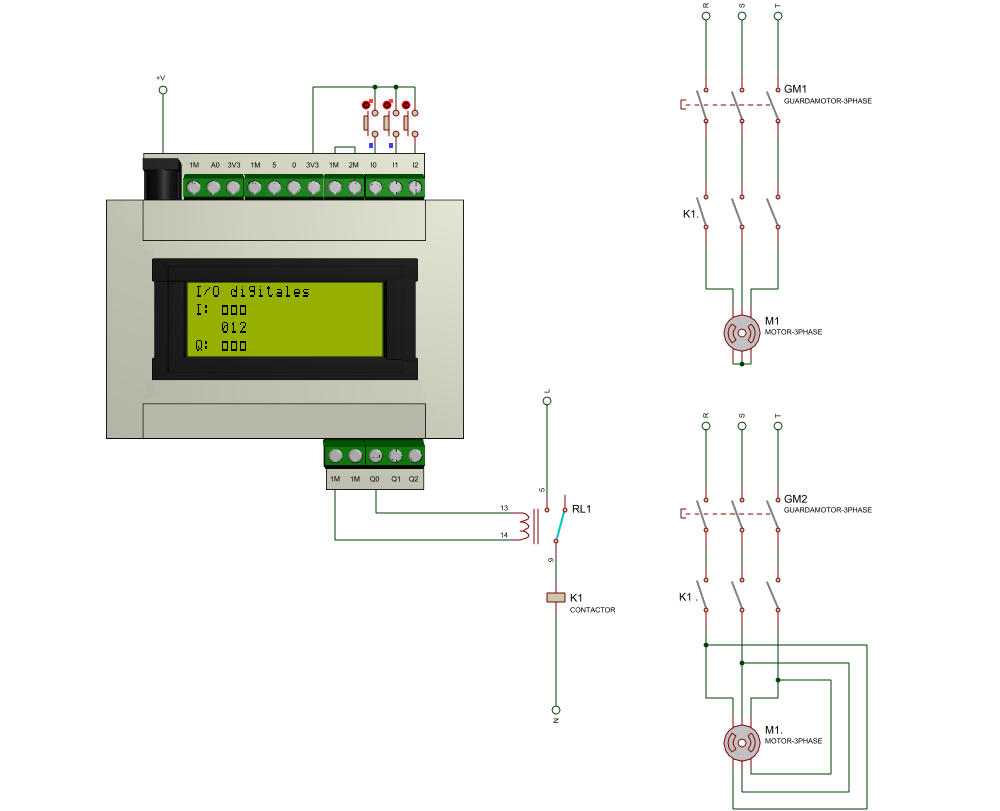 +V
1M A0 3V3 1M 5 0 3V3 1M 2M I0 I1 I2
I/O digitales
I: 000
012
Q: 000
1M 1M Q0 Q1 Q2
L
5
13
14
RL1
9
K1
CONTACTOR
N
R S T
GM1
GUARDAMOTOR-3PHASE
K1.
M1
MOTOR-3PHASE
R S T
GM2
GUARDAMOTOR-3PHASE
K1 .
M1.
MOTOR-3PHASE